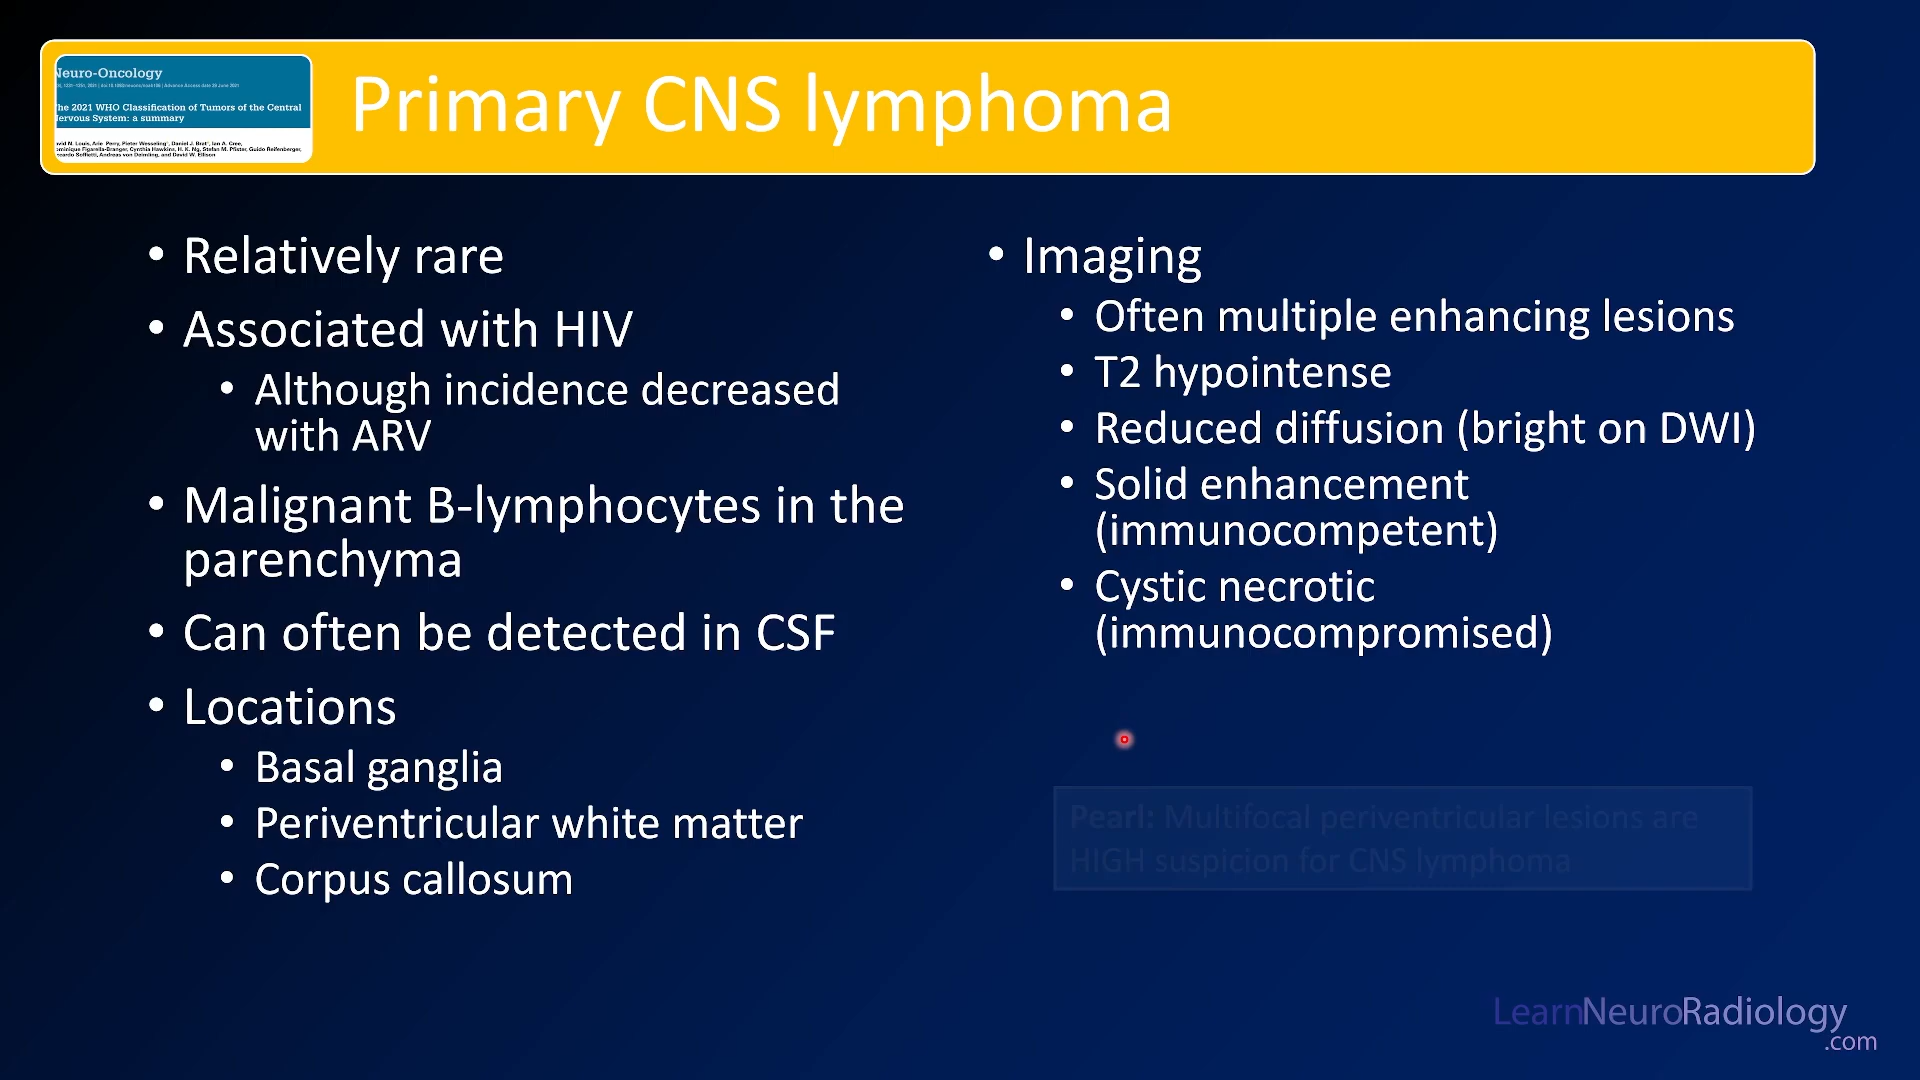 Neuro-Oncology
The 2021 WHO Classification of Tumors of the Central
Nervous System: a summary
Primary CNS lymphoma
• Relatively rare
• Associated with HIV
• Although incidence decreased
with ARV
• Malignant B-lymphocytes in the
parenchyma
• Can often be detected in CSF
• Locations
• Basal ganglia
• Periventricular white matter
• Corpus callosum
• Imaging
• Often multiple enhancing lesions
• T2 hypointense
• Reduced diffusion (bright on DWI)
• Solid enhancement
(immunocompetent)
• Cystic necrotic
(immunocompromised)
Pearl: Multifocal periventricular lesions are
HIGH suspicion for CNS lymphoma
LearnNeuroRadiology
.com